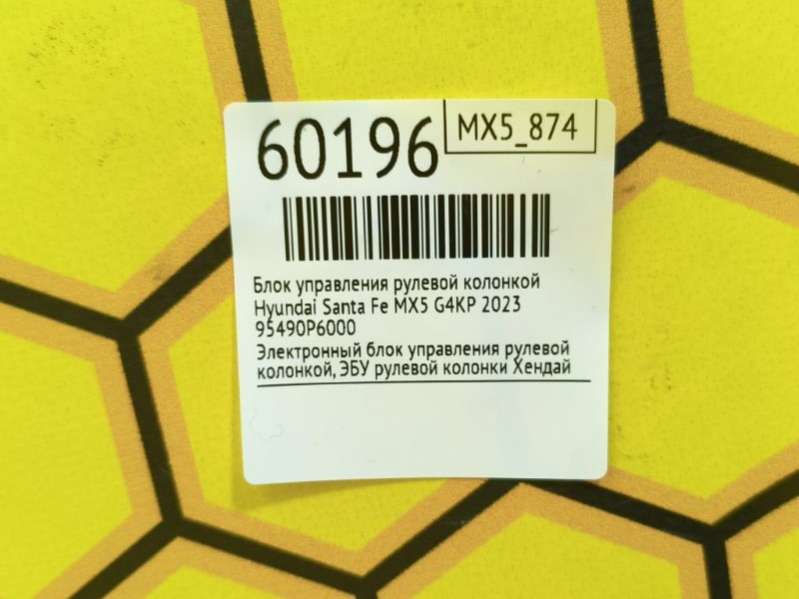 60196
MX5_874
Блок управления рулевой колонкой
Hyundai Santa Fe MX5 G4KP 2023
95490P6000
Электронный блок управления рулевой
колонкой, ЭБУ рулевой колонки Хендай